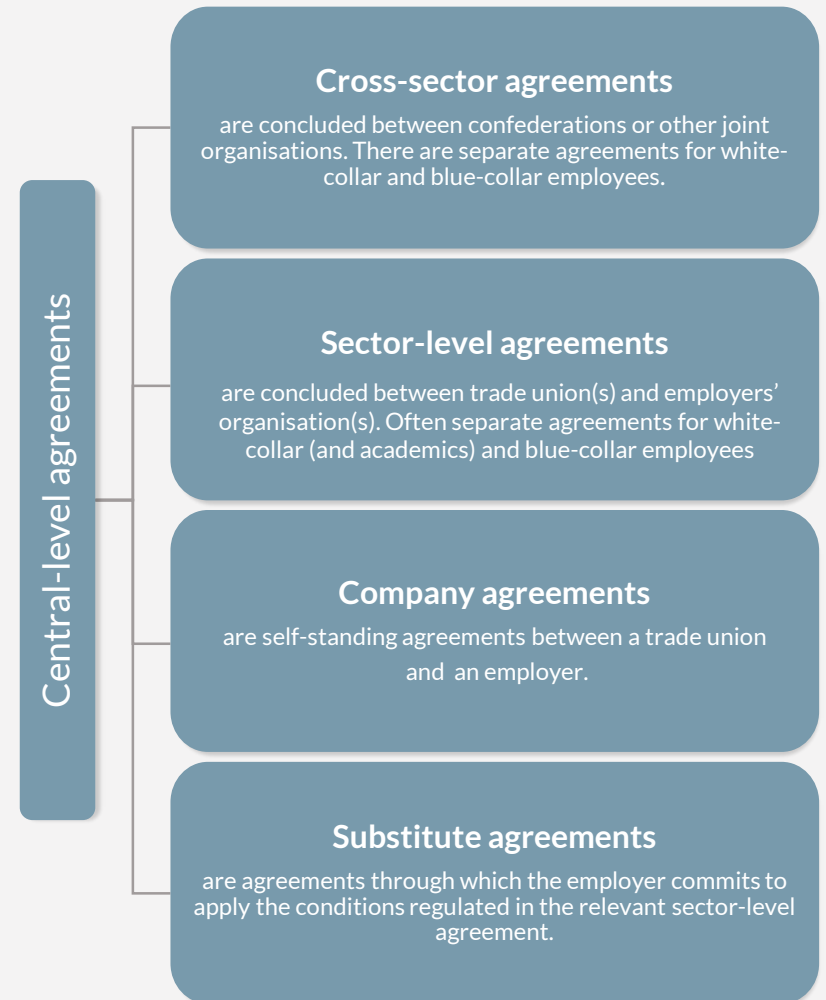 Central-level agreements
Cross-sector agreements
are concluded between confederations or other joint
organisations. There are separate agreements for white-
collar and blue-collar employees.
Sector-level agreements
are concluded between trade union(s) and employers’
organisation(s). Often separate agreements for white-
collar (and academics) and blue-collar employees
Company agreements
are self-standing agreements between a trade union
and an employer.
Substitute agreements
are agreements through which the employer commits to
apply the conditions regulated in the relevant sector-level
agreement.